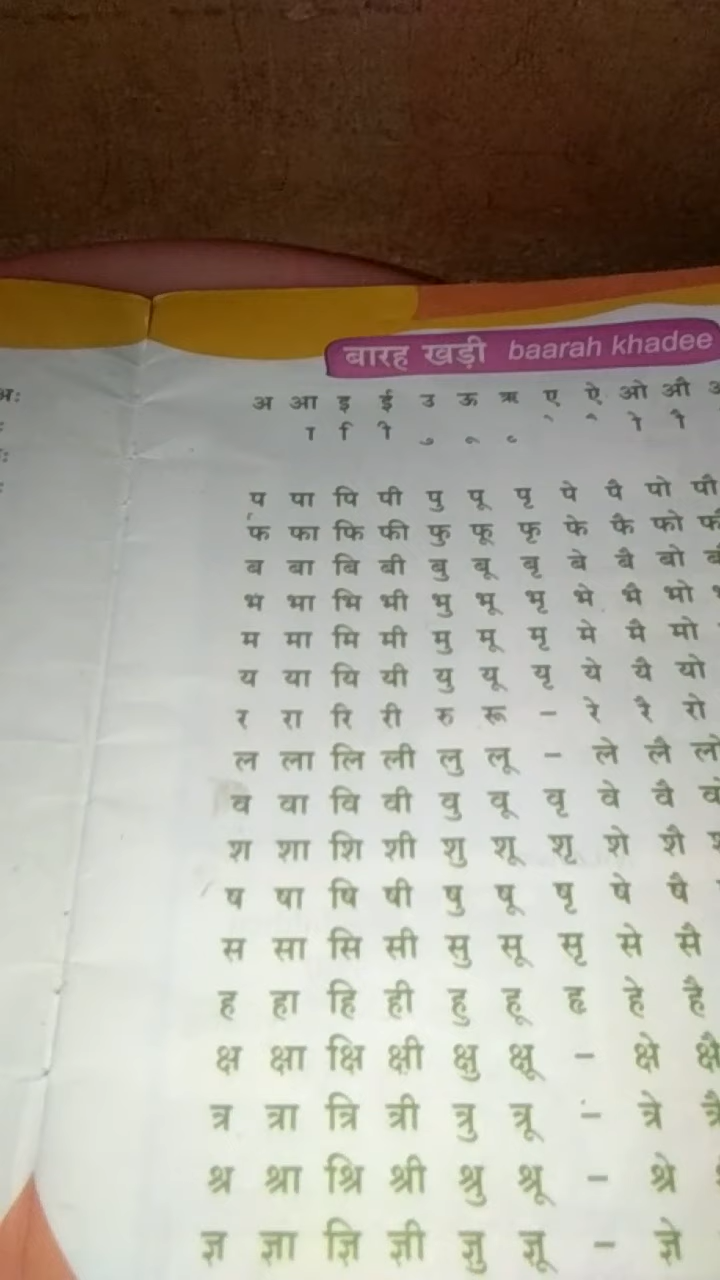 बारह खड़ी baarah khadee
अ आ इ ई उ ऊ ऋ ए ऐ ओ औ
ा ि ी ु ू ृ े ै ो ौ
प पा पि पी पु पू पृ पे पै पो पौ
फ फा फि फी फु फू फृ फे फै फो
ब बा बि बी बु बू बृ बे बै बो
भ भा भि भी भु भू भृ भे भै भो
म मा मि मी मु मू मृ मे मै मो
य या यि यी यु यू यृ ये यै यो
र रा रि री रु रू – रे रै रो
ल ला लि ली लु लू – ले लै लो
व वा वि वी वु वू वृ वे वै
श शा शि शी शु शू शृ शे शै
ष षा षि षी षु षू षृ षे षै
स सा सि सी सु सू सृ से सै
ह हा हि ही हु हू हृ हे है
क्ष क्षा क्षि क्षी क्षु क्षू – क्षे क्षै
त्र त्रा त्रि त्री त्रु त्रू – त्रे त्रै
श्र श्रा श्रि श्री श्रु श्रू – श्रे
ज्ञ ज्ञा ज्ञि ज्ञी ज्ञु ज्ञू – ज्ञे